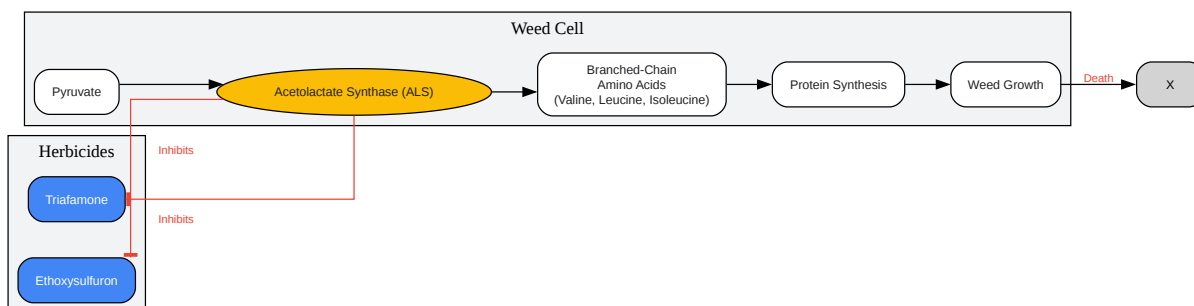 Weed Cell
Pyruvate
Acetolactate Synthase (ALS)
Branched-Chain
Amino Acids
(Valine, Leucine, Isoleucine)
Protein Synthesis
Weed Growth
Death
X
Herbicides
Inhibits
Triafamone
Inhibits
Ethoxysulfuron